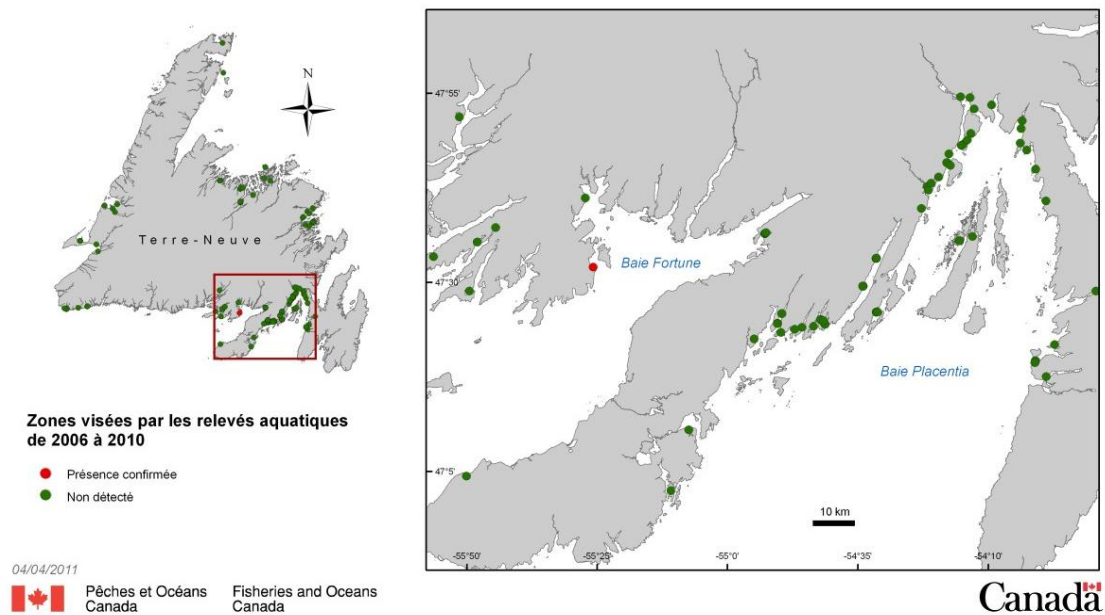 N
Terre-Neuve
Zones visées par les relevés aquatiques
de 2006 à 2010
Présence confirmée
Non détecté
04/04/2011
Pêches et Océans
Canada
Fisheries and Oceans
Canada
47°55'
47°30'
47°5'
Baie Fortune
Baie Placentia
10 km
-55°50'
-55°25'
-55°0'
-54°35'
-54°10'
Canada